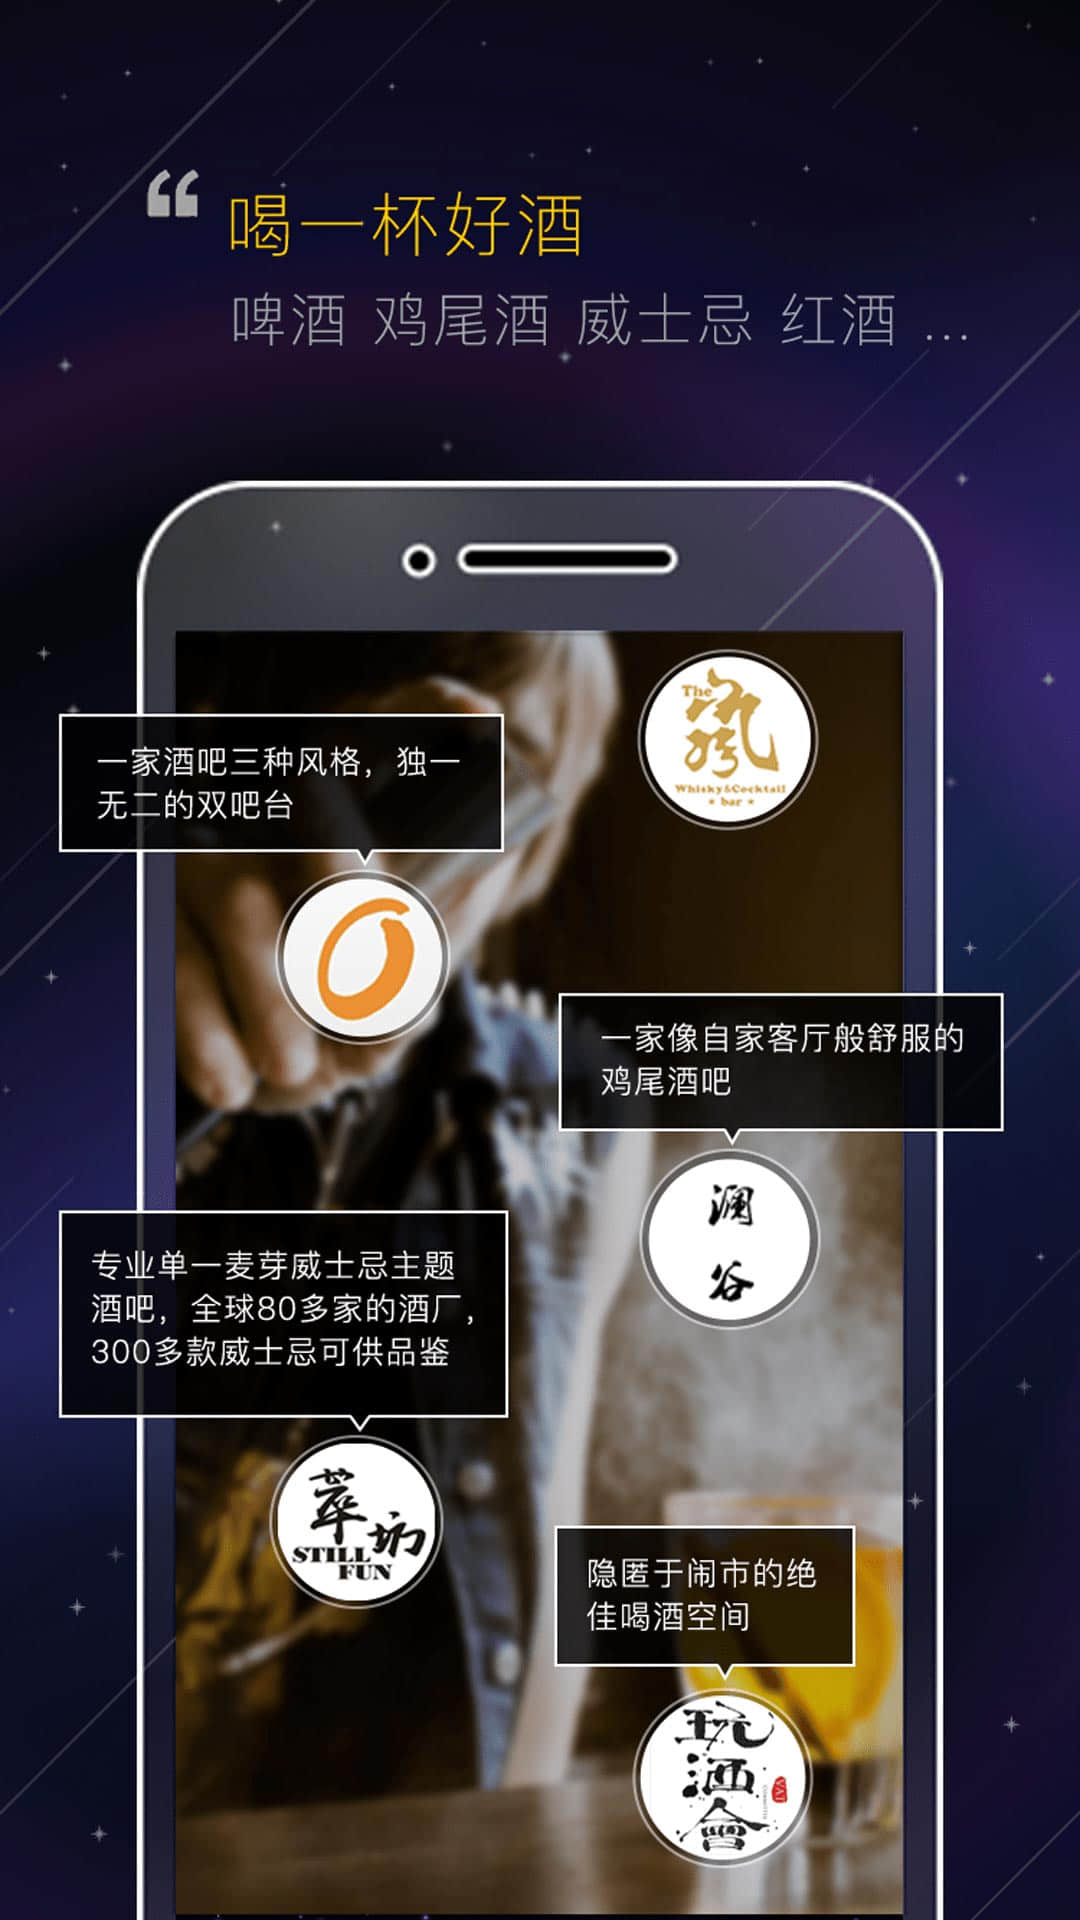 “ 喝一杯好酒
啤酒 鸡尾酒 威士忌 红酒 ...
The
Whisky&Cocktail
* bar *
一家酒吧三种风格，独一
无二的双吧台
一家像自家客厅般舒服的
鸡尾酒吧
澜
谷
专业单一麦芽威士忌主题
酒吧，全球80多家的酒厂，
300多款威士忌可供品鉴
萃坊
STILL
FUN
隐匿于闹市的绝
佳喝酒空间
玩
酒
會
VAT